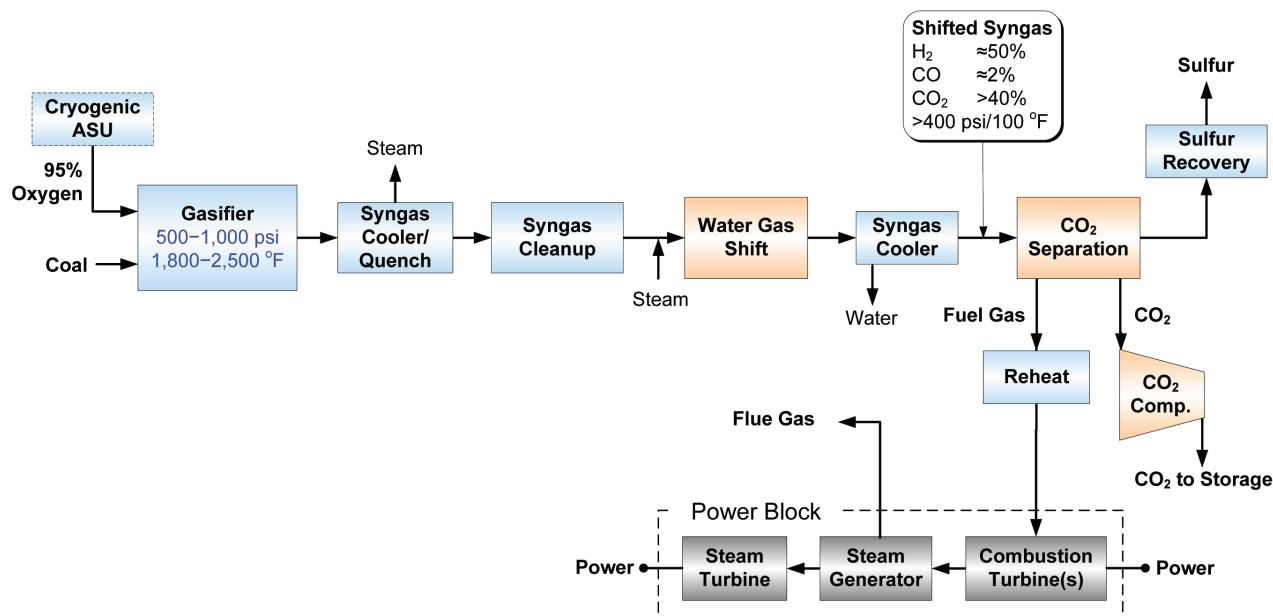 Shifted Syngas
H₂ ≈50%
CO ≈2%
CO₂ >40%
>400 psi/100 °F
Sulfur
Cryogenic
ASU
Sulfur
Recovery
95%
Oxygen
Steam
Gasifier
500–1,000 psi
1,800–2,500 °F
Coal
Syngas
Cooler/
Quench
Syngas
Cleanup
Steam
Water Gas
Shift
Syngas
Cooler
Water
CO₂
Separation
Fuel Gas
CO₂
Reheat
CO₂
Comp.
Flue Gas
CO₂ to Storage
Power Block
Power
Steam
Turbine
Steam
Generator
Combustion
Turbine(s)
Power